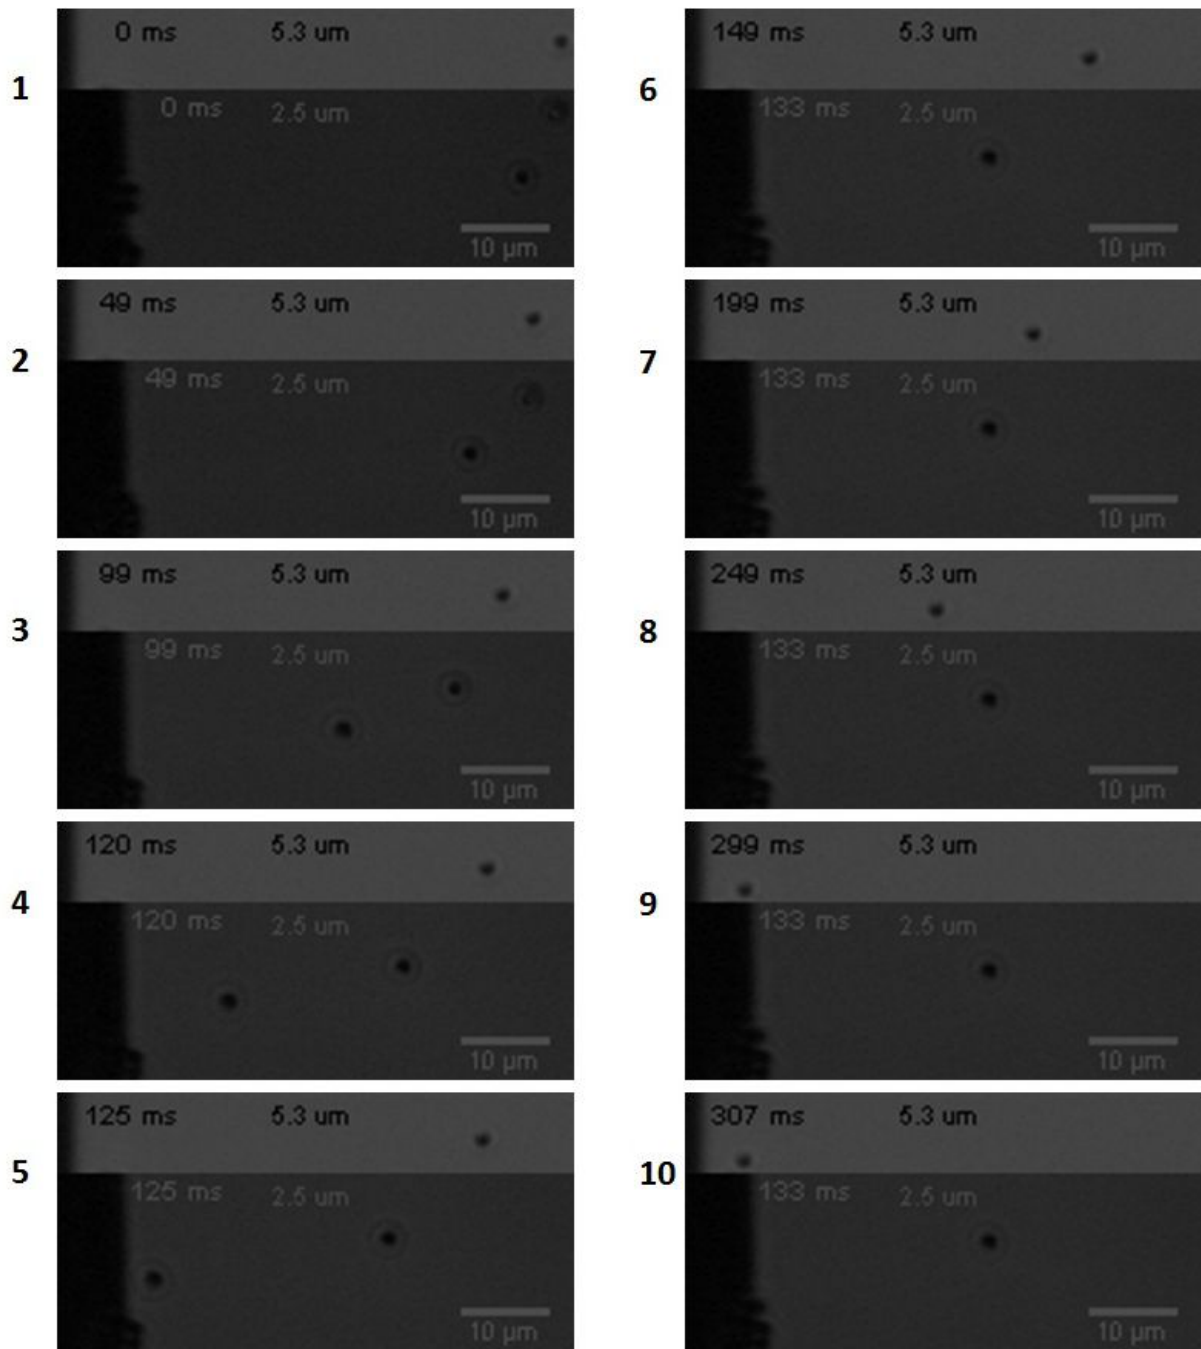 0 ms 5.3 um
1
0 ms 2.5 um
10 µm
49 ms 5.3 um
2
49 ms 2.5 um
10 µm
99 ms 5.3 um
3
99 ms 2.5 um
10 µm
120 ms 5.3 um
4
120 ms 2.5 um
10 µm
125 ms 5.3 um
5
125 ms 2.5 um
10 µm
149 ms 5.3 um
6
133 ms 2.5 um
10 µm
199 ms 5.3 um
7
133 ms 2.5 um
10 µm
249 ms 5.3 um
8
133 ms 2.5 um
10 µm
299 ms 5.3 um
9
133 ms 2.5 um
10 µm
307 ms 5.3 um
10
133 ms 2.5 um
10 µm